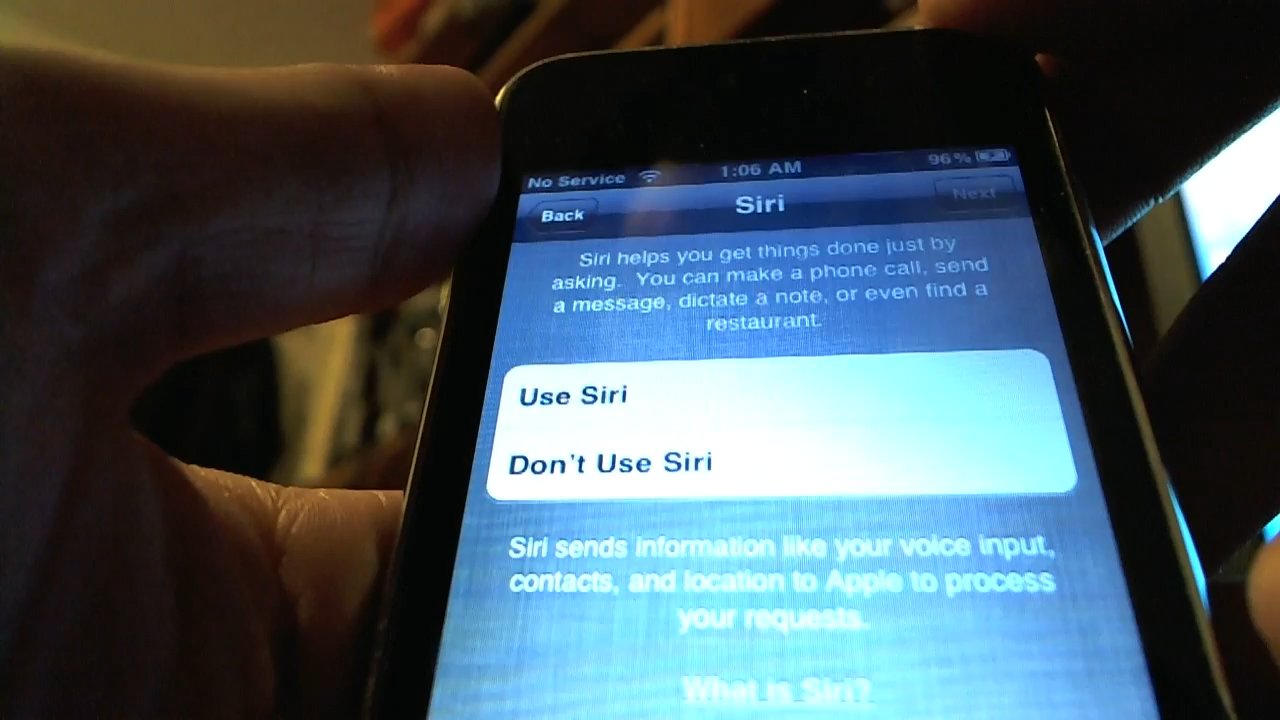 No Service 1:06 AM 96%
Back Siri Next
Siri helps you get things done just by
asking. You can make a phone call, send
a message, dictate a note, or even find a
restaurant.
Use Siri
Don't Use Siri
Siri sends information like your voice input,
contacts, and location to Apple to process
your requests.
What is Siri?